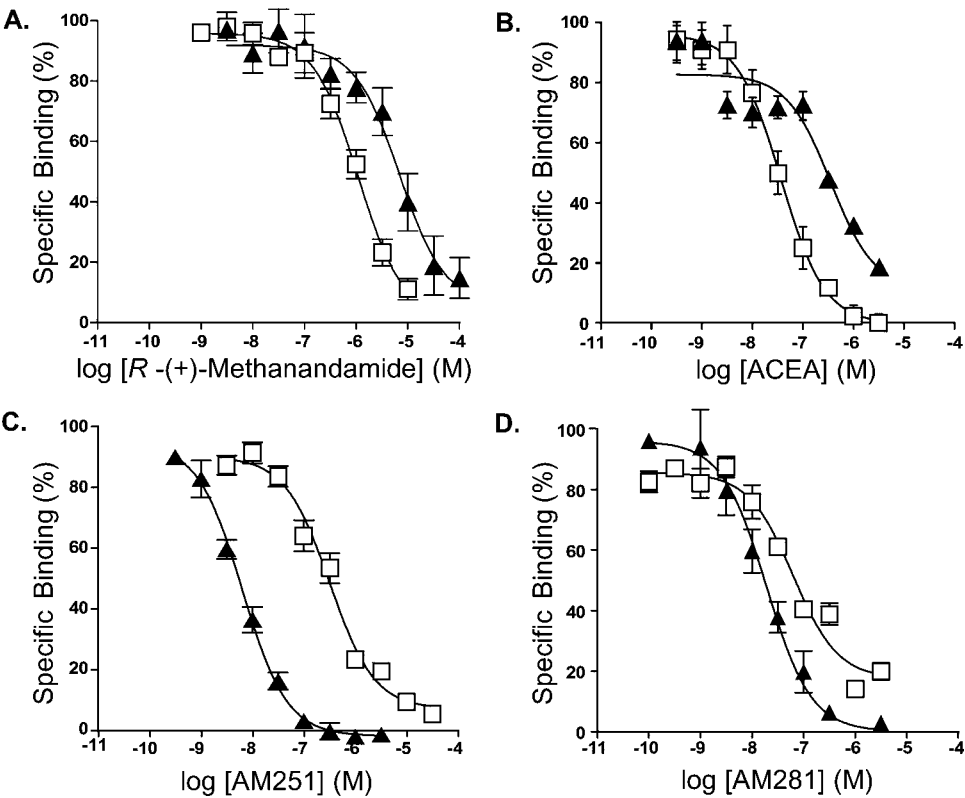 A.
Specific Binding (%)
100
80
60
40
20
0
-11 -10 -9 -8 -7 -6 -5 -4
log [R -(+)-Methanandamide] (M)
B.
Specific Binding (%)
100
80
60
40
20
0
-11 -10 -9 -8 -7 -6 -5 -4
log [ACEA] (M)
C.
Specific Binding (%)
100
80
60
40
20
0
-11 -10 -9 -8 -7 -6 -5 -4
log [AM251] (M)
D.
Specific Binding (%)
100
80
60
40
20
0
-11 -10 -9 -8 -7 -6 -5 -4
log [AM281] (M)